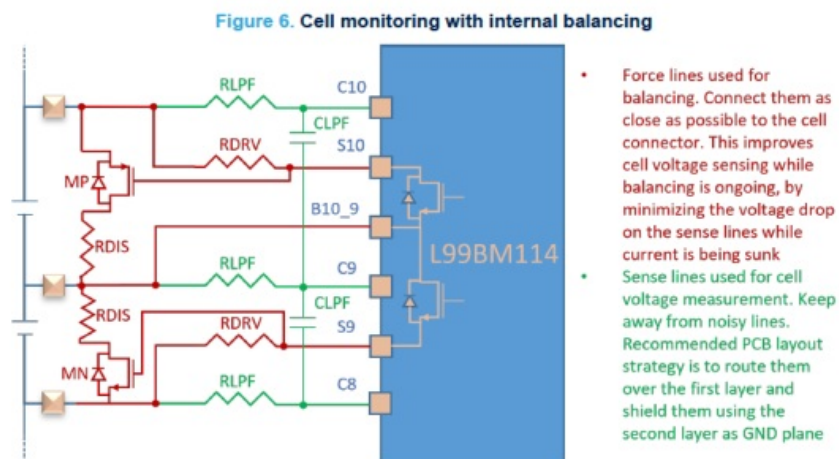 Figure 6. Cell monitoring with internal balancing
RLPF
C10
CLPF
RDRV
S10
MP
B10_9
L99BM114
RDIS
RLPF
C9
CLPF
RDIS
RDRV
S9
MN
RLPF
C8
• Force lines used for
balancing. Connect them as
close as possible to the cell
connector. This improves
cell voltage sensing while
balancing is ongoing, by
minimizing the voltage drop
on the sense lines while
current is being sunk
• Sense lines used for cell
voltage measurement. Keep
away from noisy lines.
Recommended PCB layout
strategy is to route them
over the first layer and
shield them using the
second layer as GND plane